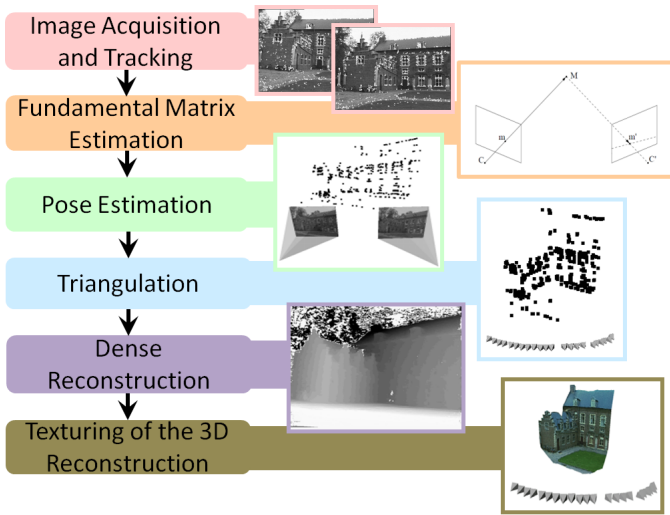 Image Acquisition
and Tracking
Fundamental Matrix
Estimation
M
m
m'
C
C'
Pose Estimation
Triangulation
Dense
Reconstruction
Texturing of the 3D
Reconstruction